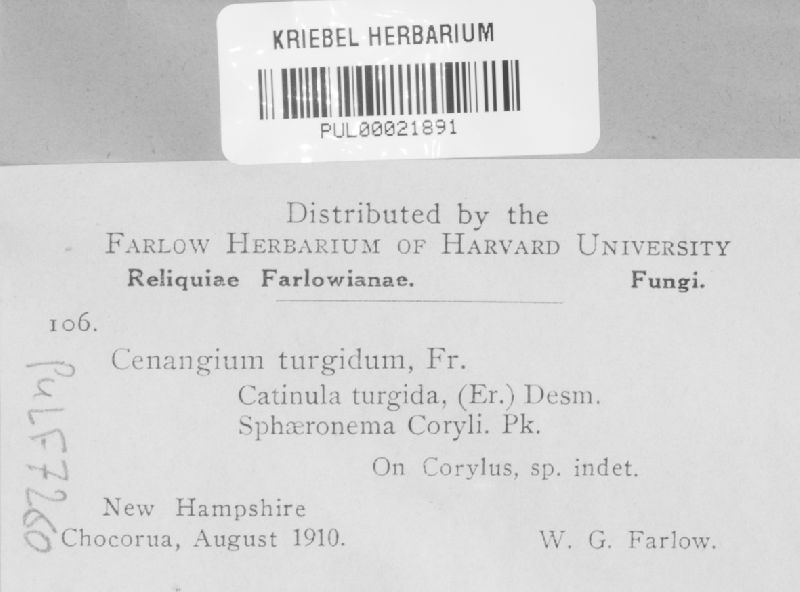 KRIEBEL HERBARIUM
PUL00021891
Distributed by the
FARLOW HERBARIUM OF HARVARD UNIVERSITY
Reliquiae Farlowianae. Fungi.
106.
Cenangium turgidum, Fr.
Catinula turgida, (Er.) Desm.
Sphæronema Coryli. Pk.
On Corylus, sp. indet.
New Hampshire
Chocorua, August 1910. W. G. Farlow.
PuLF7260